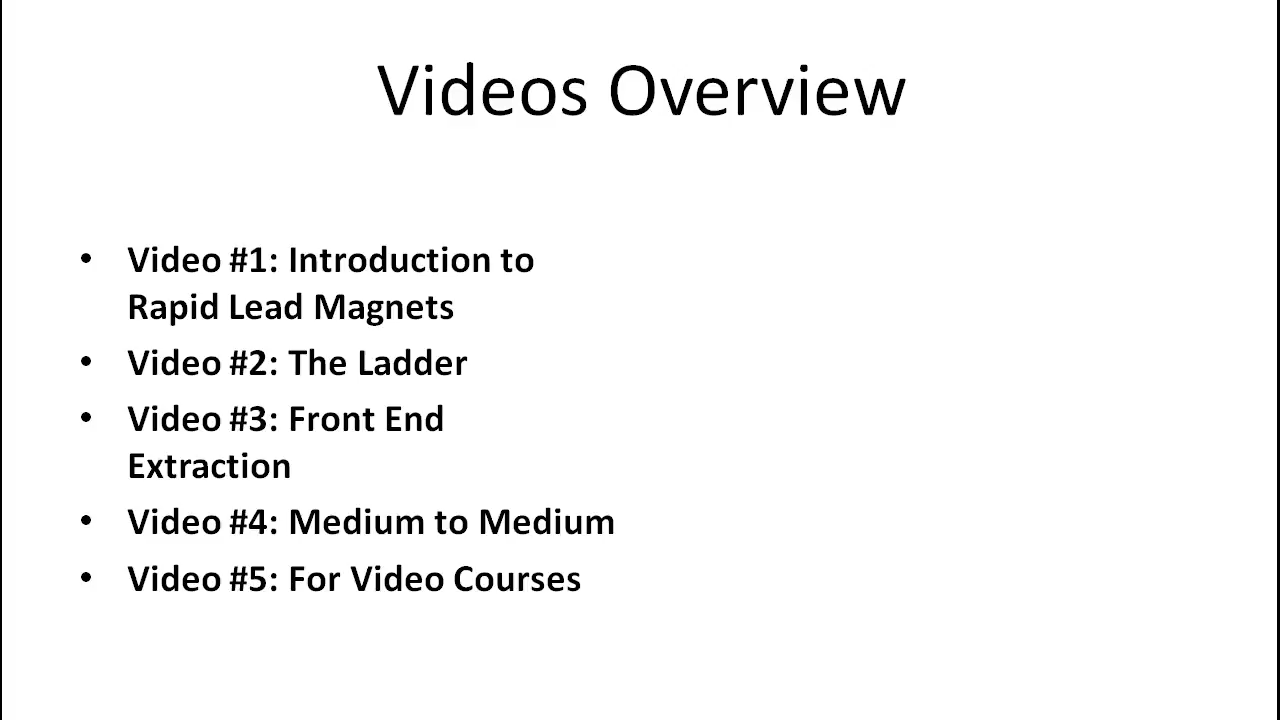 Videos Overview
• Video #1: Introduction to
Rapid Lead Magnets
• Video #2: The Ladder
• Video #3: Front End
Extraction
• Video #4: Medium to Medium
• Video #5: For Video Courses